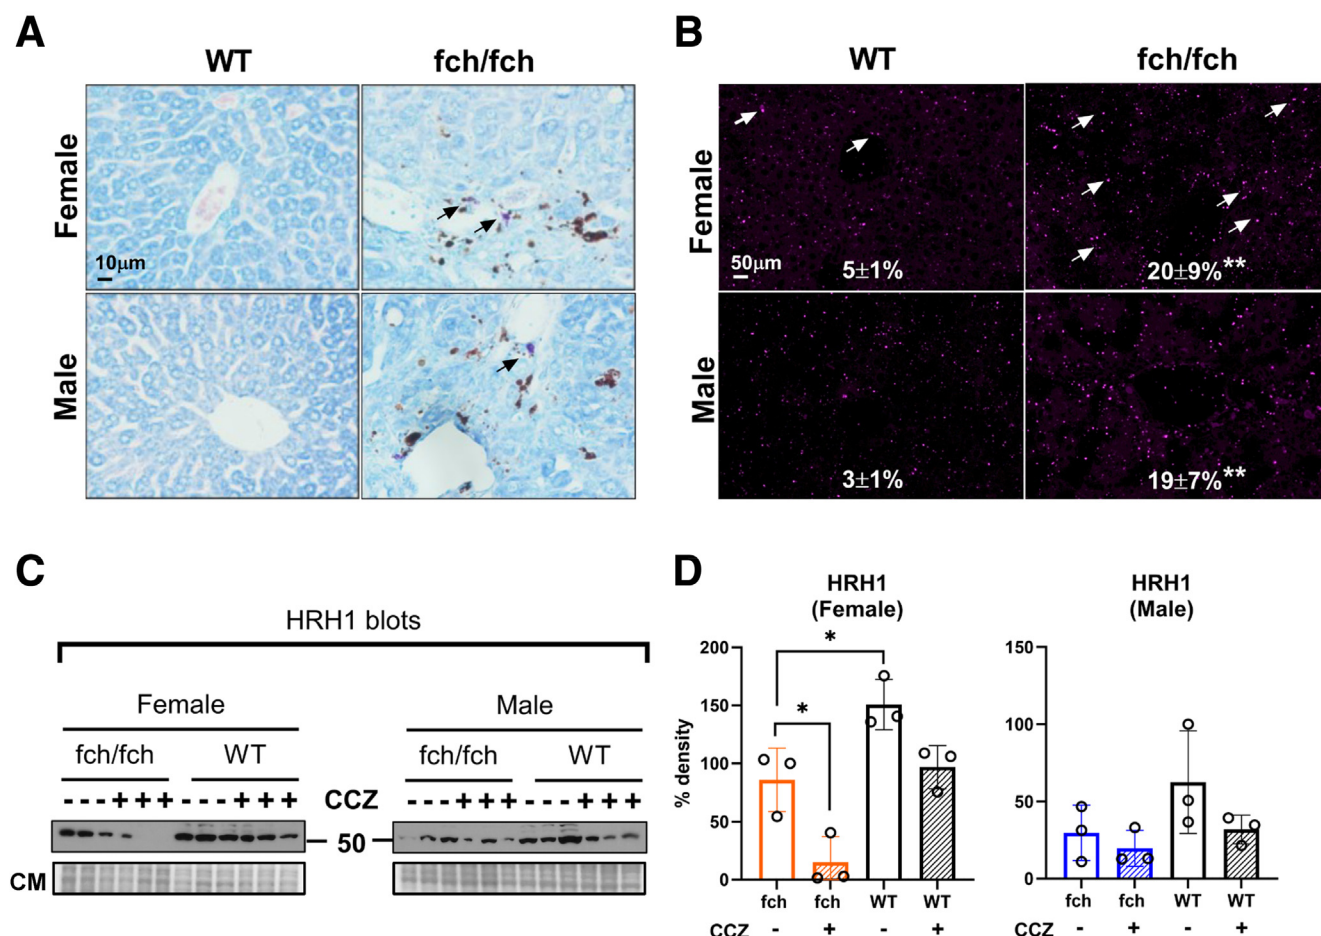 A
WT
fch/fch
Female
10μm
Male
B
WT
fch/fch
Female
50μm
5±1%
20±9%**
Male
3±1%
19±7%**
C
HRH1 blots
Female
Male
fch/fch
WT
fch/fch
WT
- - - + + + - - - + + +
CCZ
- - - + + + - - - + + +
50
CM
D
HRH1
(Female)
% density
200
150
100
50
0
*
*
fch
fch
WT
WT
CCZ
-
+
-
+
HRH1
(Male)
150
100
50
0
fch
fch
WT
WT
CCZ
-
+
-
+